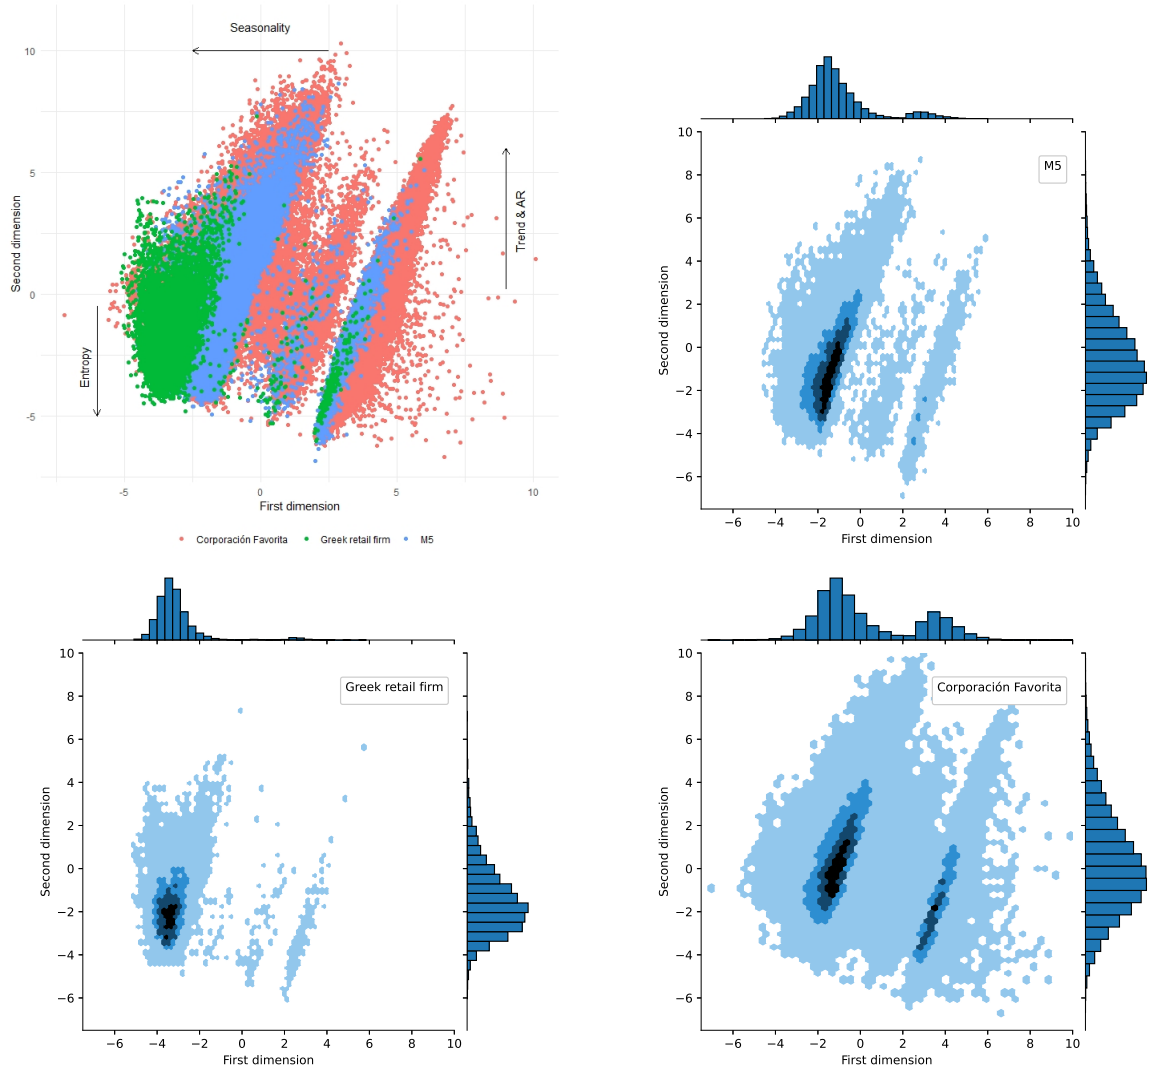 Seasonality
10
5
0
-5
Second dimension
Trend & AR
Entropy
-5 0 5 10
First dimension
Corporación Favorita Greek retail firm M5
M5
10
8
6
4
2
0
−2
−4
−6
Second dimension
−6 −4 −2 0 2 4 6 8 10
First dimension
Greek retail firm
10
8
6
4
2
0
−2
−4
−6
Second dimension
−6 −4 −2 0 2 4 6 8 10
First dimension
Corporación Favorita
10
8
6
4
2
0
−2
−4
−6
Second dimension
−6 −4 −2 0 2 4 6 8 10
First dimension